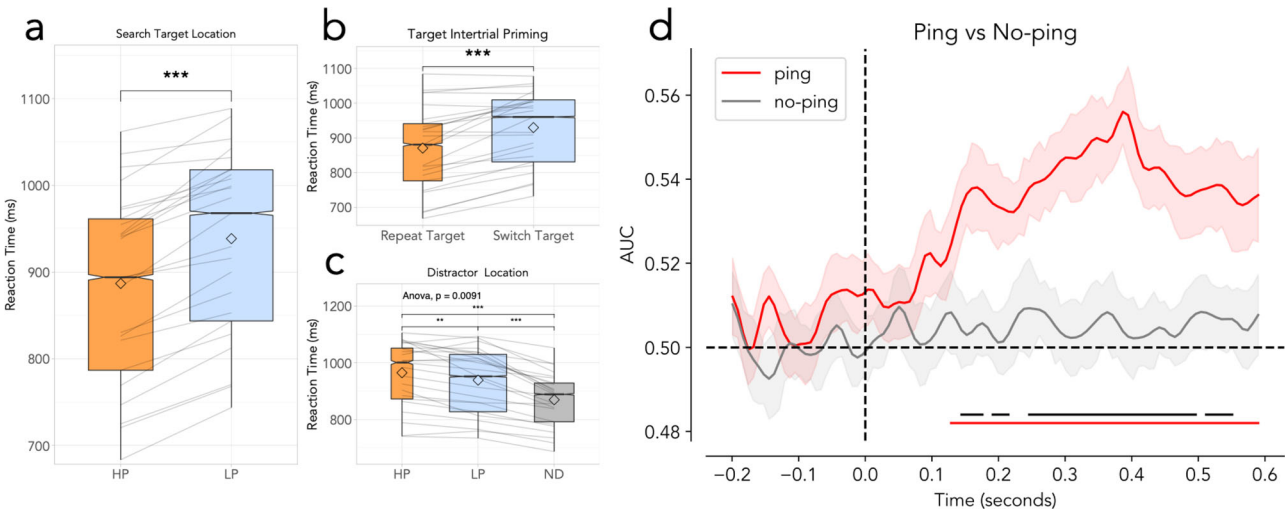 a
Search Target Location
***
Reaction Time (ms)
1100
1000
900
800
700
HP LP
b
Target Intertrial Priming
***
Reaction Time (ms)
1100
1000
900
800
700
Repeat Target Switch Target
c
Distractor Location
Anova, p = 0.0091
***
** ***
Reaction Time (ms)
1200
1000
800
HP LP ND
d
Ping vs No-ping
ping
no-ping
AUC
0.56
0.54
0.52
0.50
0.48
−0.2 −0.1 0.0 0.1 0.2 0.3 0.4 0.5 0.6
Time (seconds)